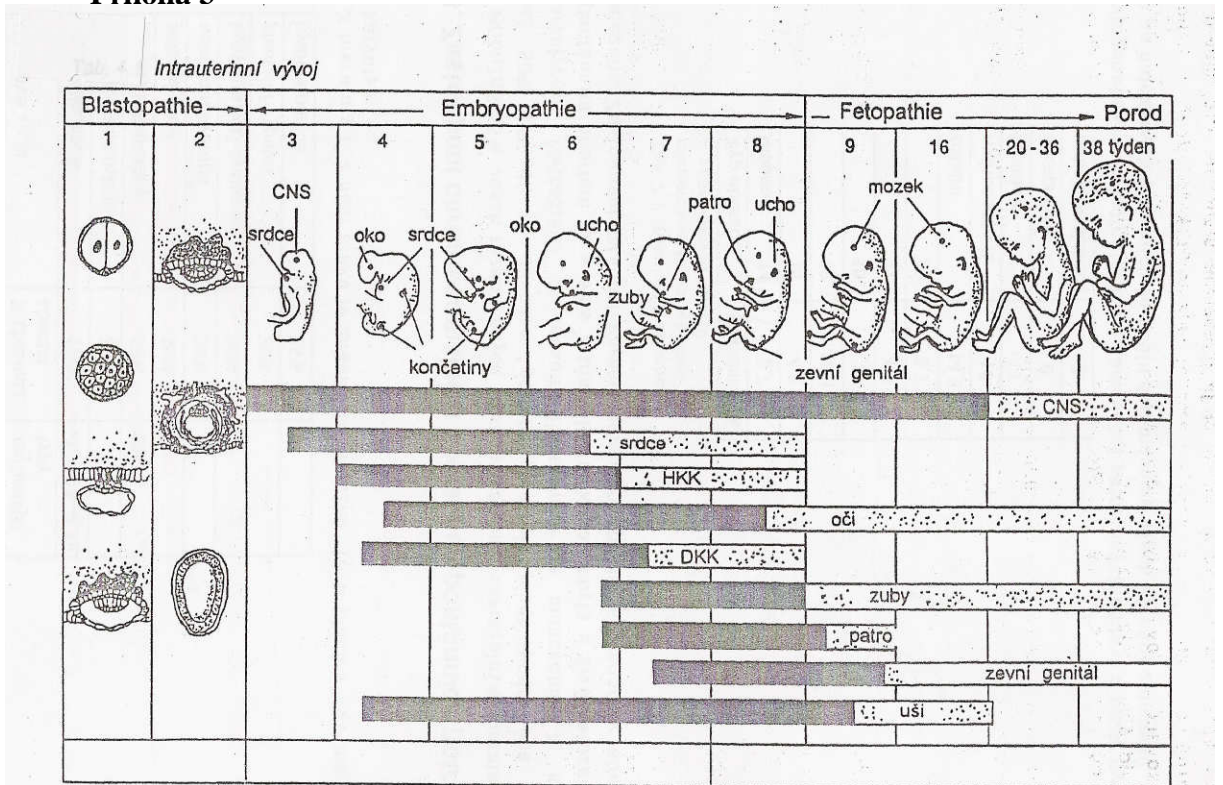 Příloha 3
Intrauterinní vývoj
Blastopathie Embryopathie Fetopathie Porod
1 2 3 4 5 6 7 8 9 16 20-36 38 týden
CNS
srdce
oko srdce
oko ucho
patro ucho
mozek
zuby
končetiny
zevní genitál
CNS
srdce
HKK
oči
DKK
zuby
patro
zevní genitál
uši